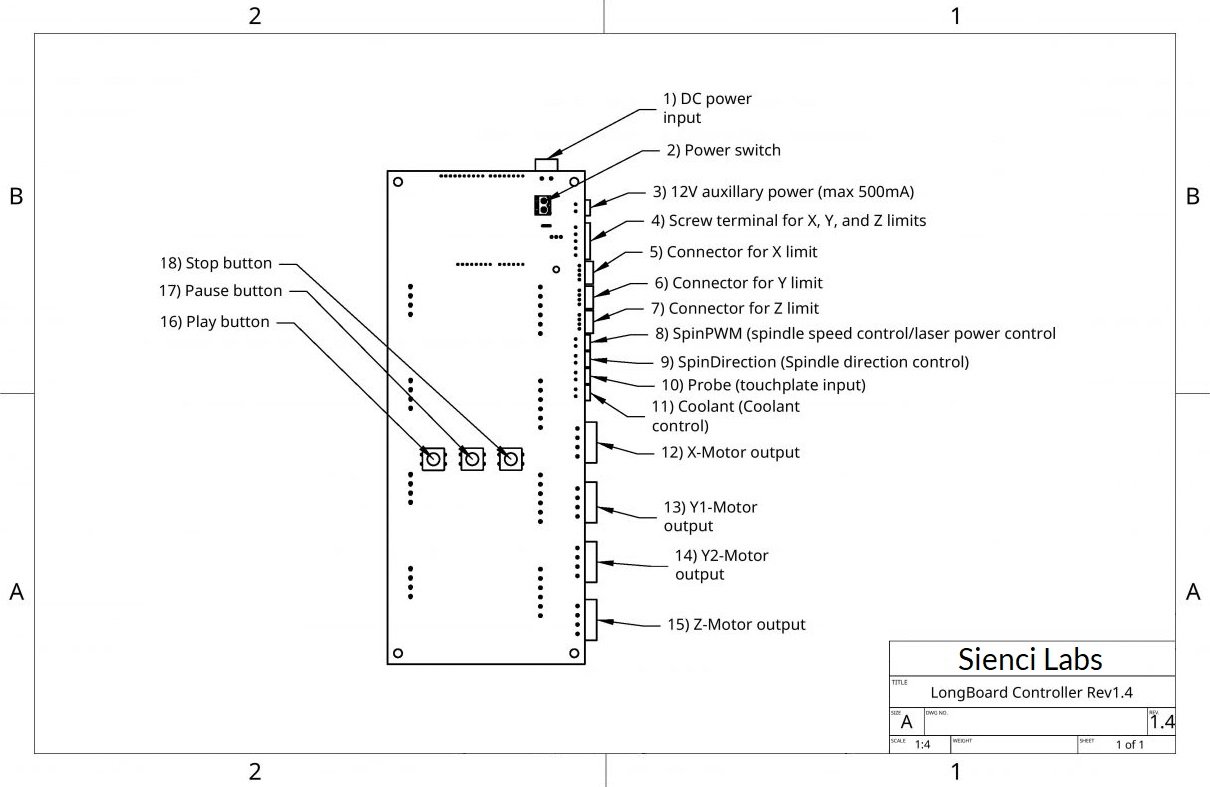 2
1
1) DC power
input
2) Power switch
B
B
3) 12V auxillary power (max 500mA)
4) Screw terminal for X, Y, and Z limits
5) Connector for X limit
18) Stop button
6) Connector for Y limit
17) Pause button
7) Connector for Z limit
16) Play button
8) SpinPWM (spindle speed control/laser power control
9) SpinDirection (Spindle direction control)
10) Probe (touchplate input)
11) Coolant (Coolant
control)
12) X-Motor output
13) Y1-Motor
output
14) Y2-Motor
output
A
A
15) Z-Motor output
Sienci Labs
TITLE
LongBoard Controller Rev1.4
SIZE
A
DWG NO.
REV.
1.4
SCALE
1:4
WEIGHT
SHEET
1 of 1
2
1